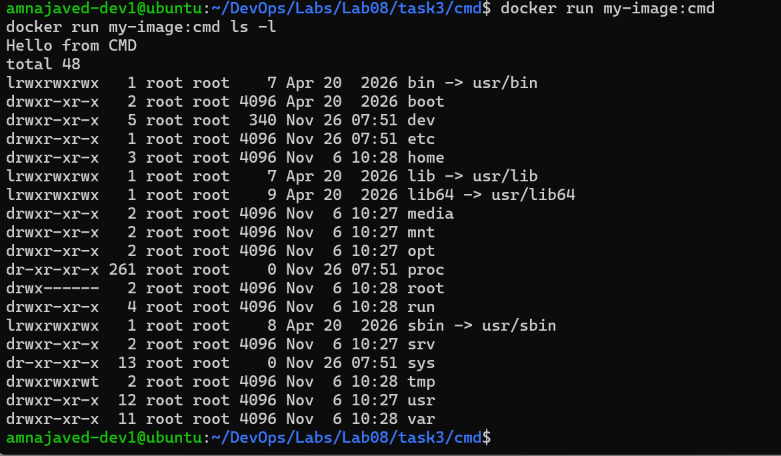 amnajaved-dev1@ubuntu:~/DevOps/Labs/Lab08/task3/cmd$ docker run my-image:cmd
docker run my-image:cmd ls -l
Hello from CMD
total 48
lrwxrwxrwx   1 root root    7 Apr 20  2026 bin -> usr/bin
drwxr-xr-x   2 root root 4096 Apr 20  2026 boot
drwxr-xr-x   5 root root  340 Nov 26 07:51 dev
drwxr-xr-x   1 root root 4096 Nov 26 07:51 etc
drwxr-xr-x   3 root root 4096 Nov  6 10:28 home
lrwxrwxrwx   1 root root    7 Apr 20  2026 lib -> usr/lib
lrwxrwxrwx   1 root root    9 Apr 20  2026 lib64 -> usr/lib64
drwxr-xr-x   2 root root 4096 Nov  6 10:27 media
drwxr-xr-x   2 root root 4096 Nov  6 10:27 mnt
drwxr-xr-x   2 root root 4096 Nov  6 10:27 opt
dr-xr-xr-x 261 root root    0 Nov 26 07:51 proc
drwx------   2 root root 4096 Nov  6 10:28 root
drwxr-xr-x   4 root root 4096 Nov  6 10:28 run
lrwxrwxrwx   1 root root    8 Apr 20  2026 sbin -> usr/sbin
drwxr-xr-x   2 root root 4096 Nov  6 10:27 srv
dr-xr-xr-x  13 root root    0 Nov 26 07:51 sys
drwxrwxrwt   2 root root 4096 Nov  6 10:28 tmp
drwxr-xr-x  12 root root 4096 Nov  6 10:27 usr
drwxr-xr-x  11 root root 4096 Nov  6 10:28 var
amnajaved-dev1@ubuntu:~/DevOps/Labs/Lab08/task3/cmd$